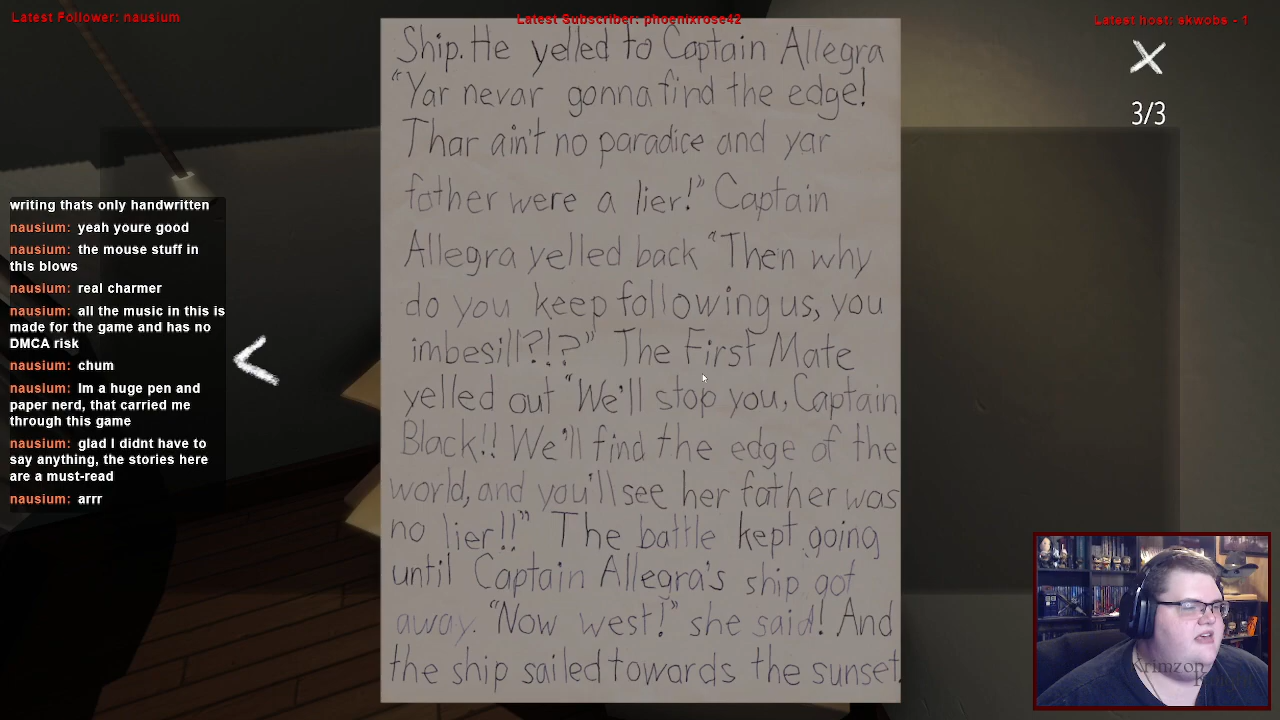 Latest Follower: nausium
Latest Subscriber: phoenixrose42
Latest host: skwobs - 1
3/3
Ship. He yelled to Captain Allegra
"Yar nevar gonna find the edge!
Thar ain't no paradice and yar
father were a lier!" Captain
Allegra yelled back "Then why
do you keep following us, you
imbesill?!?" The First Mate
yelled out "We'll stop you, Captain
Black!! We'll find the edge of the
world, and you'll see her father was
no lier!!" The battle kept going
until Captain Allegra's ship got
away. "Now west!" she said! And
the ship sailed towards the sunset.
writing thats only handwritten
nausium: yeah youre good
nausium: the mouse stuff in
this blows
nausium: real charmer
nausium: all the music in this is
made for the game and has no
DMCA risk
nausium: chum
nausium: Im a huge pen and
paper nerd, that carried me
through this game
nausium: glad I didnt have to
say anything, the stories here
are a must-read
nausium: arrr